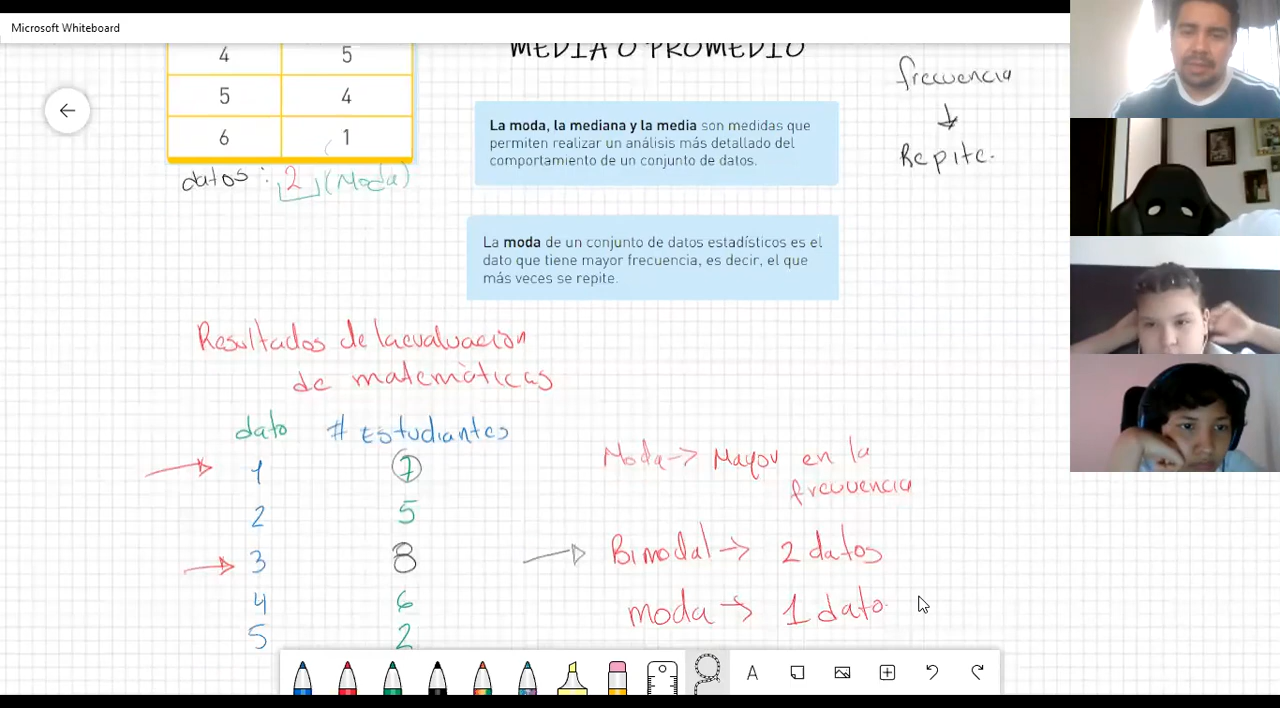 Microsoft Whiteboard
MEDIA O PROMEDIO
4 5
5 4
6 1
datos: 2 (Moda)
La moda, la mediana y la media son medidas que
permiten realizar un análisis más detallado del
comportamiento de un conjunto de datos.
frecuencia
Repite.
La moda de un conjunto de datos estadísticos es el
dato que tiene mayor frecuencia, es decir, el que
más veces se repite.
Resultados de la evaluación
de matemáticas
dato # Estudiantes
1 7
2 5
3 8
4 6
5 2
Moda → Mayor en la
frecuencia
Bimodal → 2 datos
moda → 1 dato
A